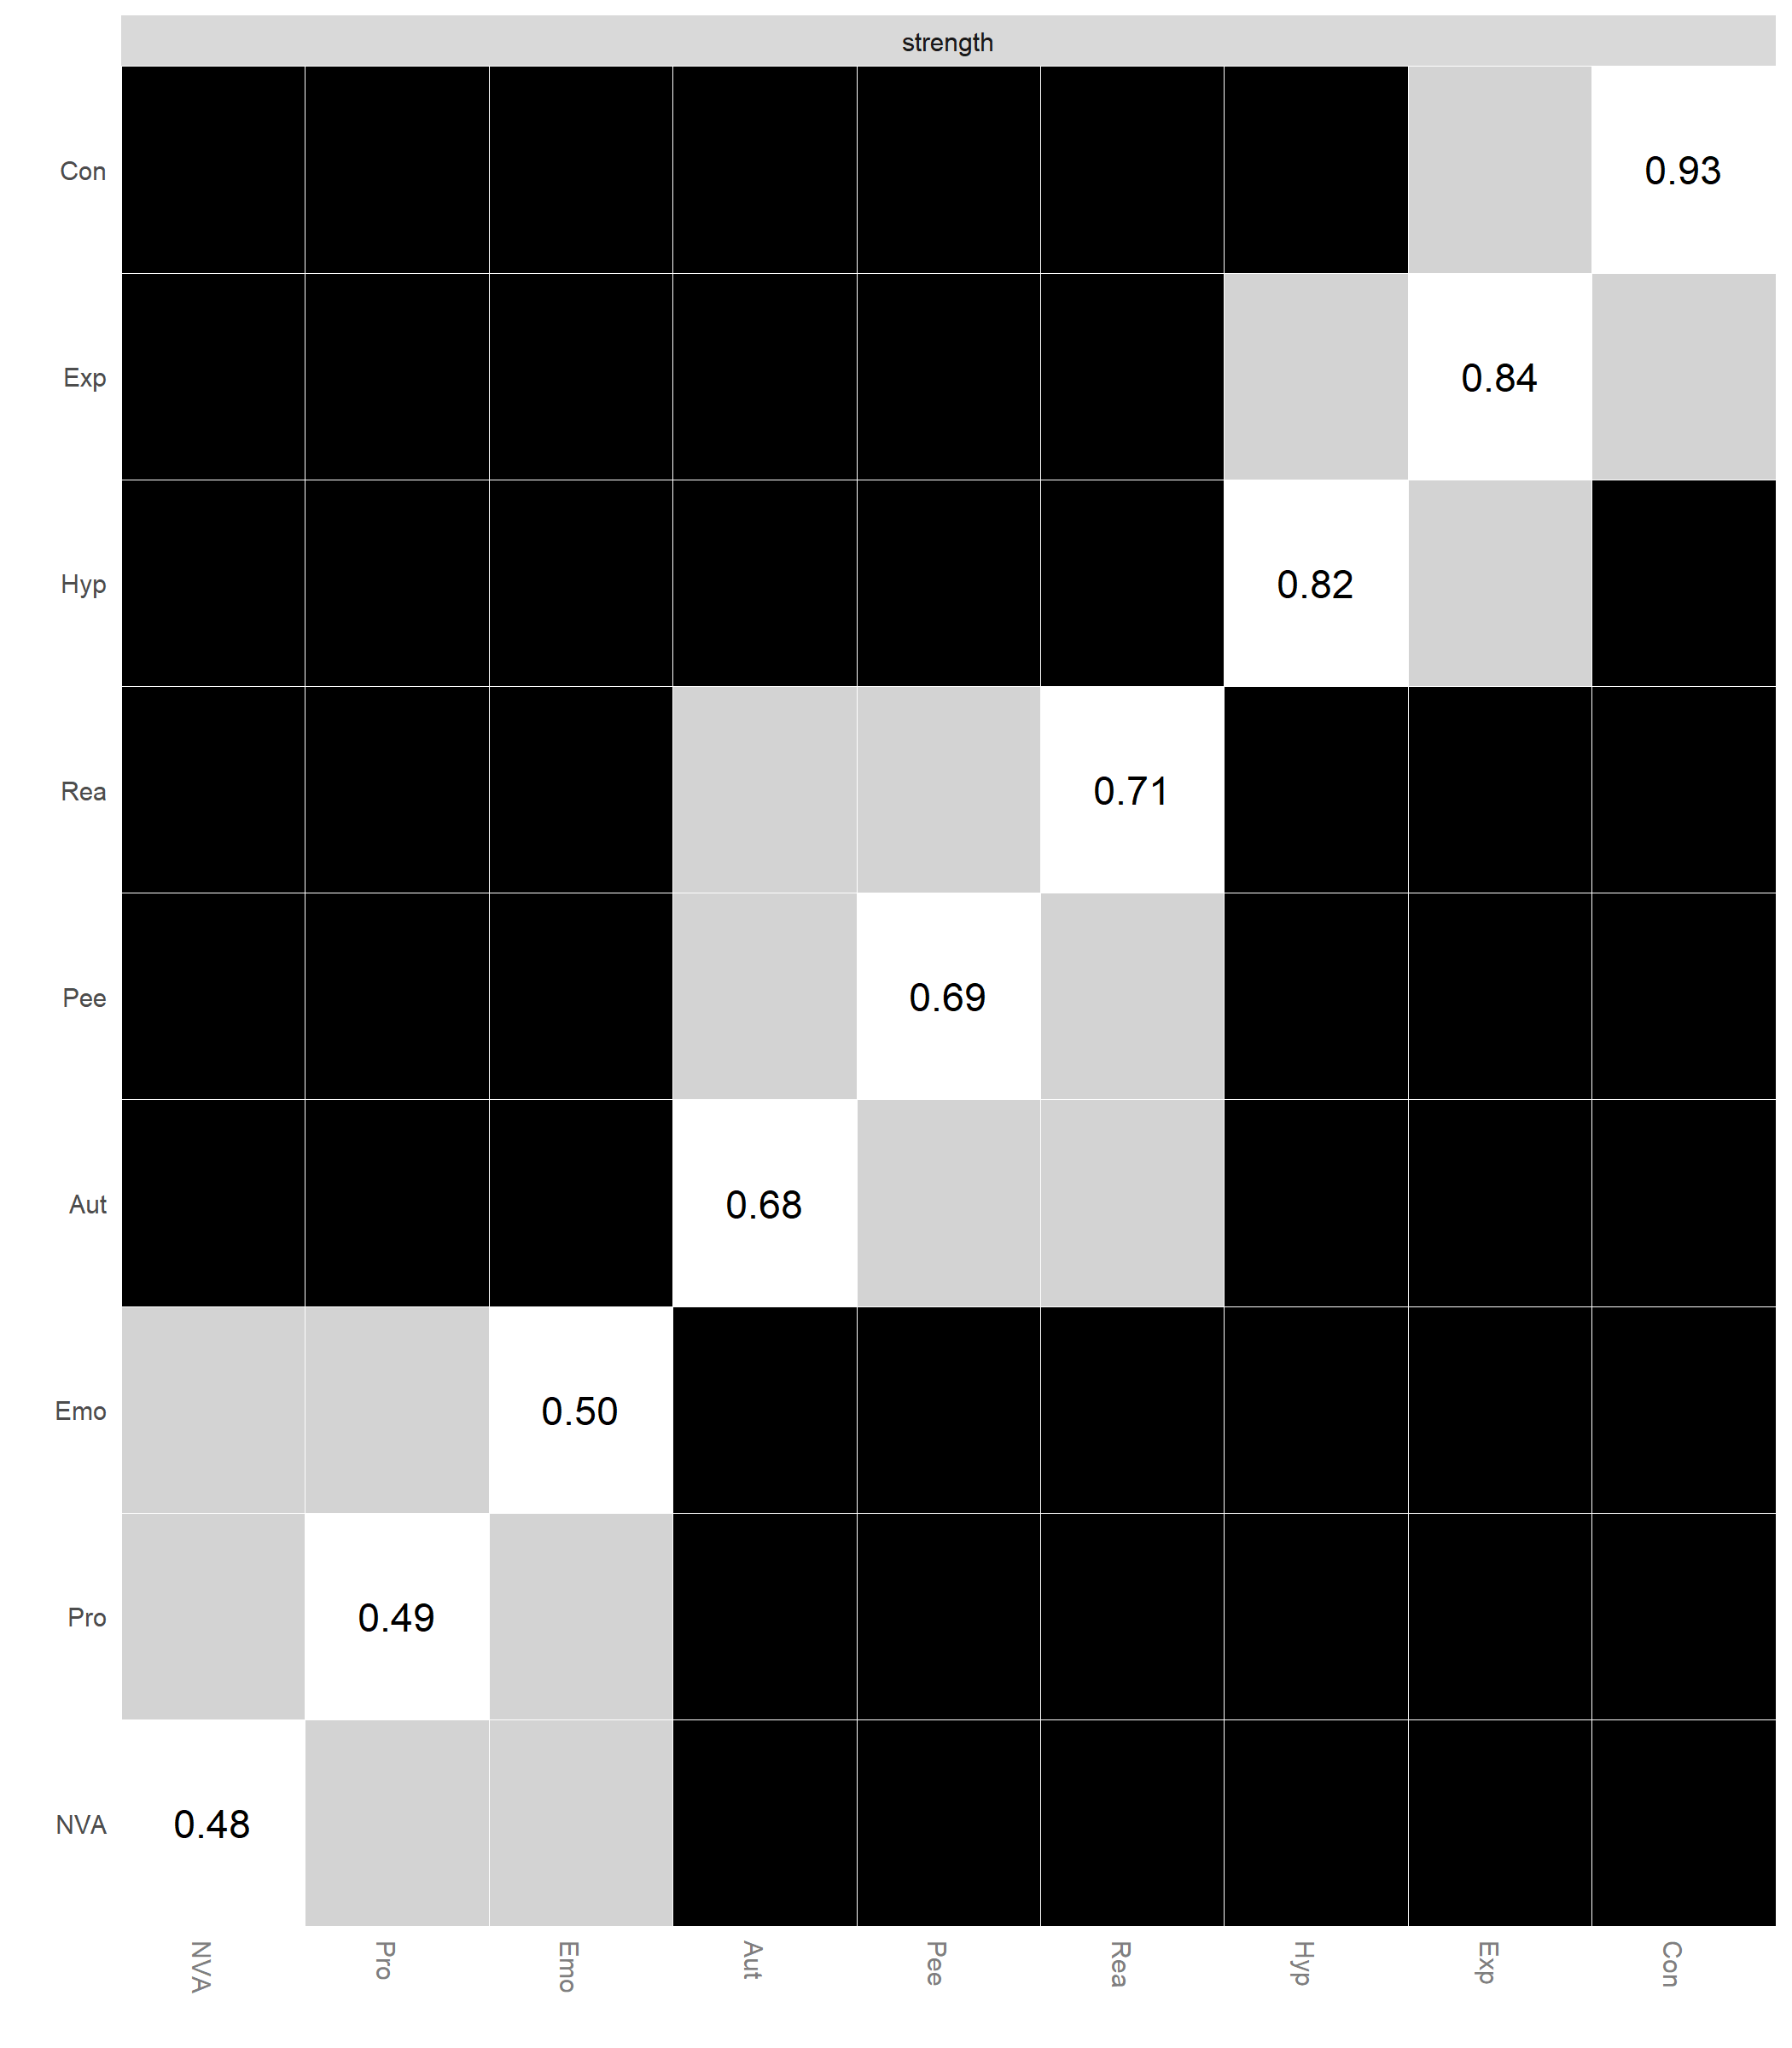 strength
Con
0.93
Exp
0.84
Hyp
0.82
Rea
0.71
Pee
0.69
Aut
0.68
Emo
0.50
Pro
0.49
NVA
0.48
NVA Pro Emo Aut Pee Rea Hyp Exp Con